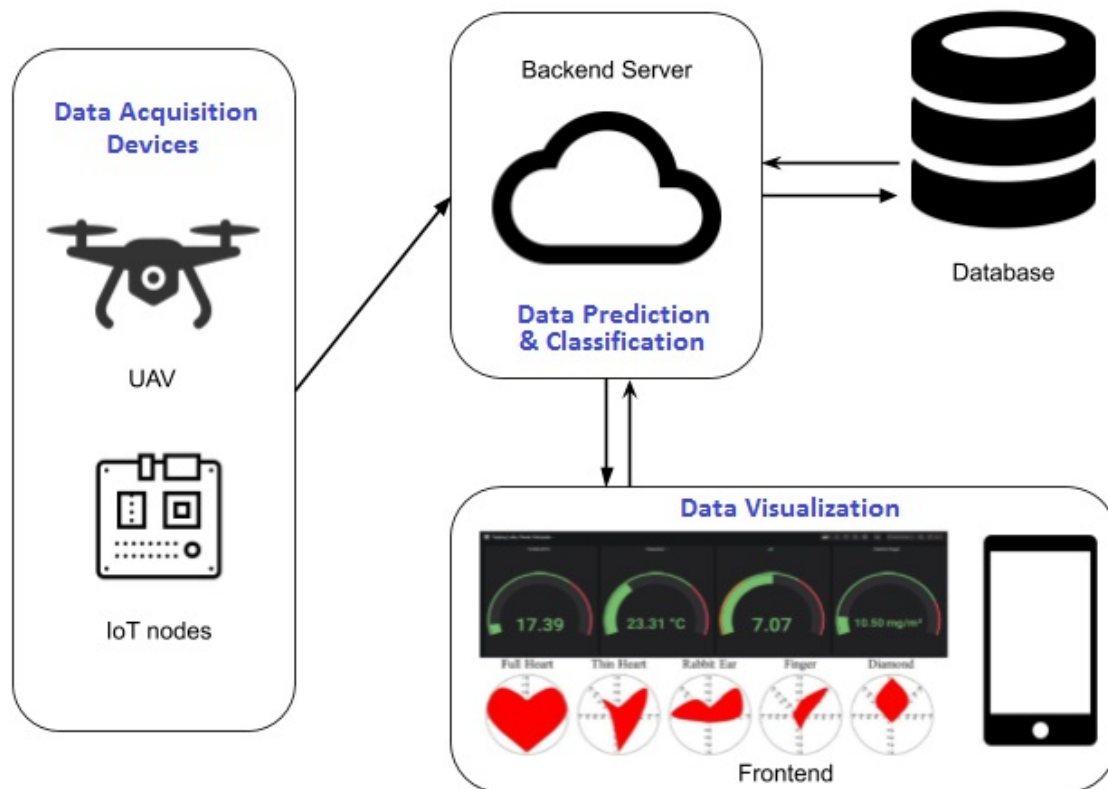 Data Acquisition
Devices
UAV
IoT nodes
Backend Server
Data Prediction
& Classification
Database
Data Visualization
17.39
23.31 °C
7.07
10.50 mg/m³
Full Heart Thin Heart Rabbit Ear Finger Diamond
Frontend